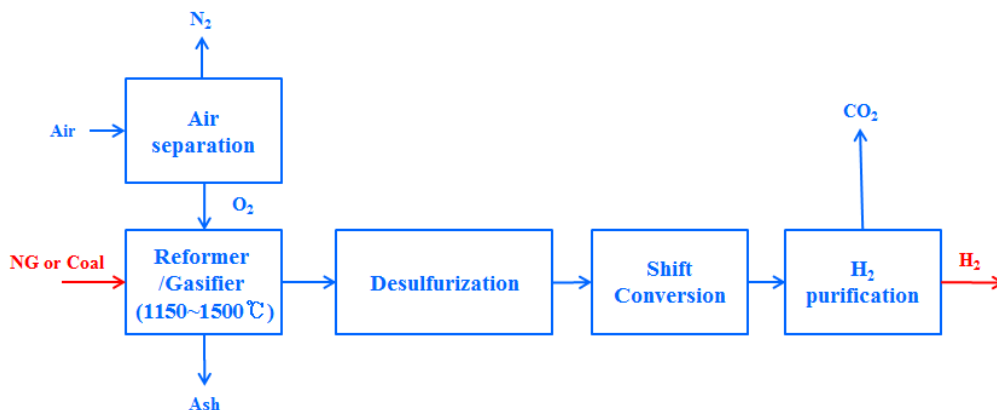 N₂
Air
Air
separation
O₂
CO₂
NG or Coal
Reformer
/Gasifier
(1150~1500℃)
Desulfurization
Shift
Conversion
H₂
purification
H₂
Ash